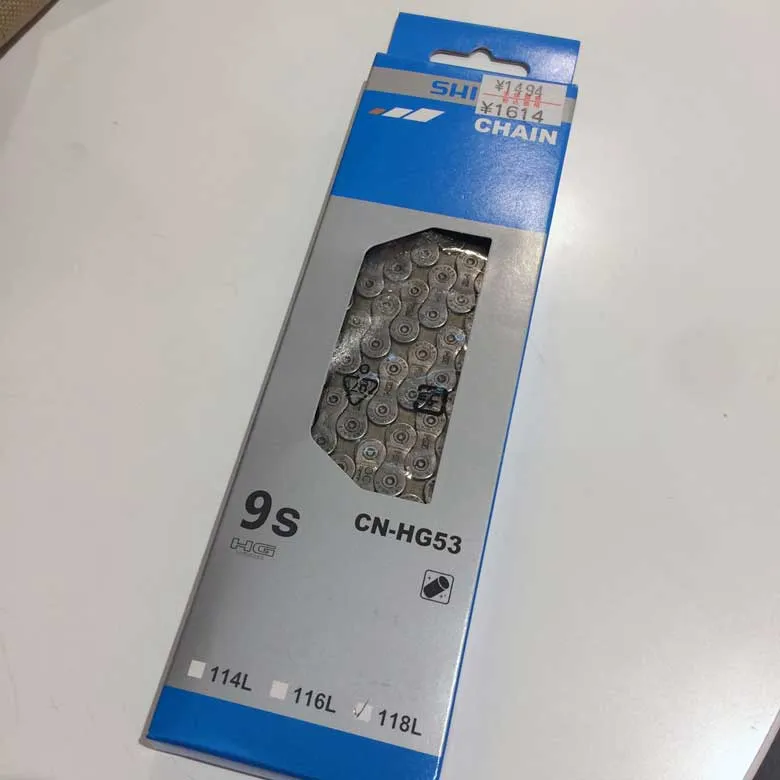 SHI
¥1494
¥1614
CHAIN
9s
HG
CN-HG53
114L
116L
118L